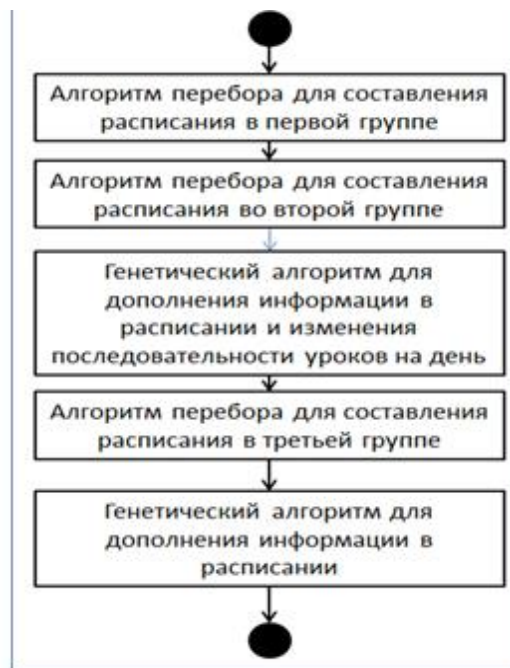 Алгоритм перебора для составления
расписания в первой группе
Алгоритм перебора для составления
расписания во второй группе
Генетический алгоритм для
дополнения информации в
расписании и изменения
последовательности уроков на день
Алгоритм перебора для составления
расписания в третьей группе
Генетический алгоритм для
дополнения информации в
расписании